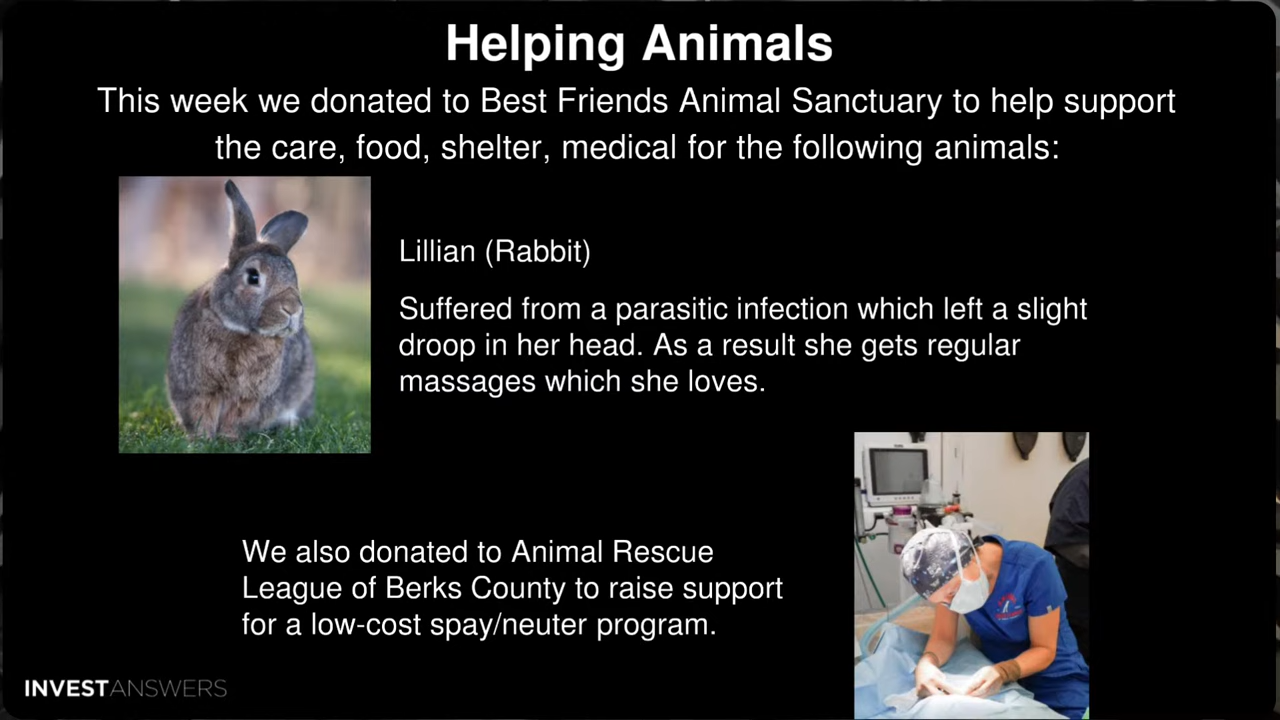 Helping Animals
This week we donated to Best Friends Animal Sanctuary to help support
the care, food, shelter, medical for the following animals:
Lillian (Rabbit)
Suffered from a parasitic infection which left a slight
droop in her head. As a result she gets regular
massages which she loves.
We also donated to Animal Rescue
League of Berks County to raise support
for a low-cost spay/neuter program.
INVESTANSWERS